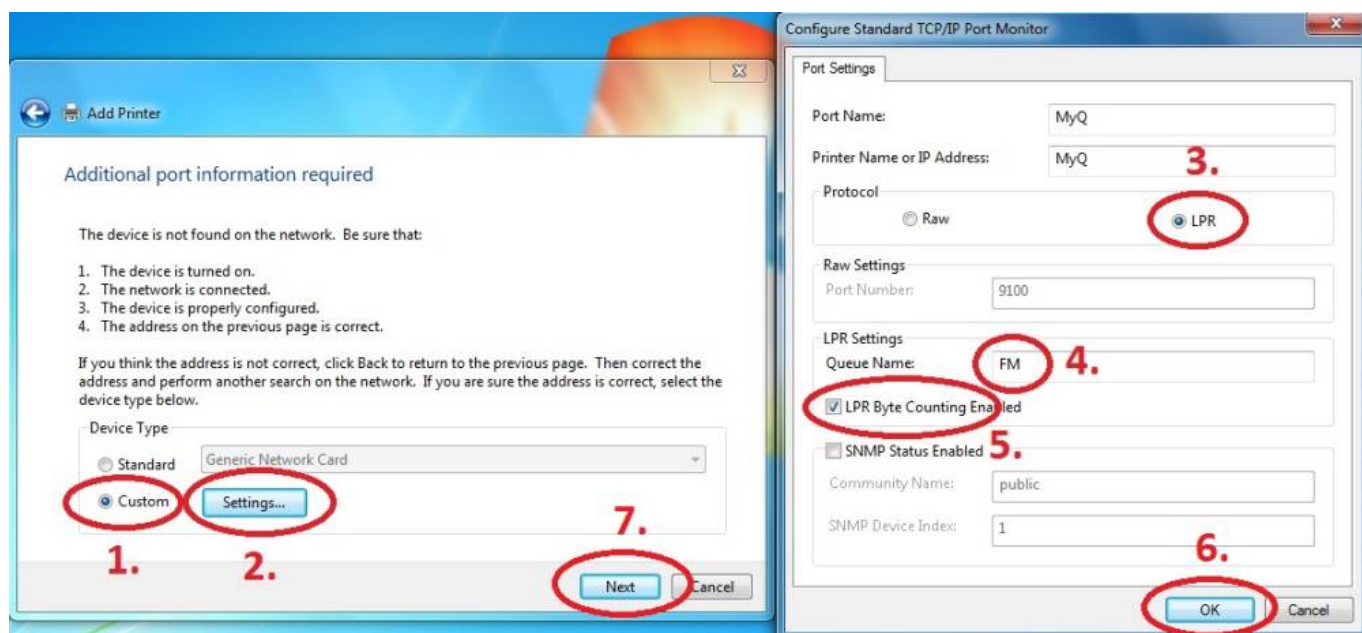 Add Printer
Additional port information required
The device is not found on the network. Be sure that:
1. The device is turned on.
2. The network is connected.
3. The device is properly configured.
4. The address on the previous page is correct.
If you think the address is not correct, click Back to return to the previous page. Then correct the
address and perform another search on the network. If you are sure the address is correct, select the
device type below.
Device Type
Standard Generic Network Card
Custom Settings...
1. 2. 7.
Next Cancel
Configure Standard TCP/IP Port Monitor
Port Settings
Port Name: MyQ
Printer Name or IP Address: MyQ
3.
Protocol
Raw LPR
Raw Settings
Port Number: 9100
LPR Settings
Queue Name: FM 4.
LPR Byte Counting Enabled
SNMP Status Enabled 5.
Community Name: public
SNMP Device Index: 1
6.
OK Cancel